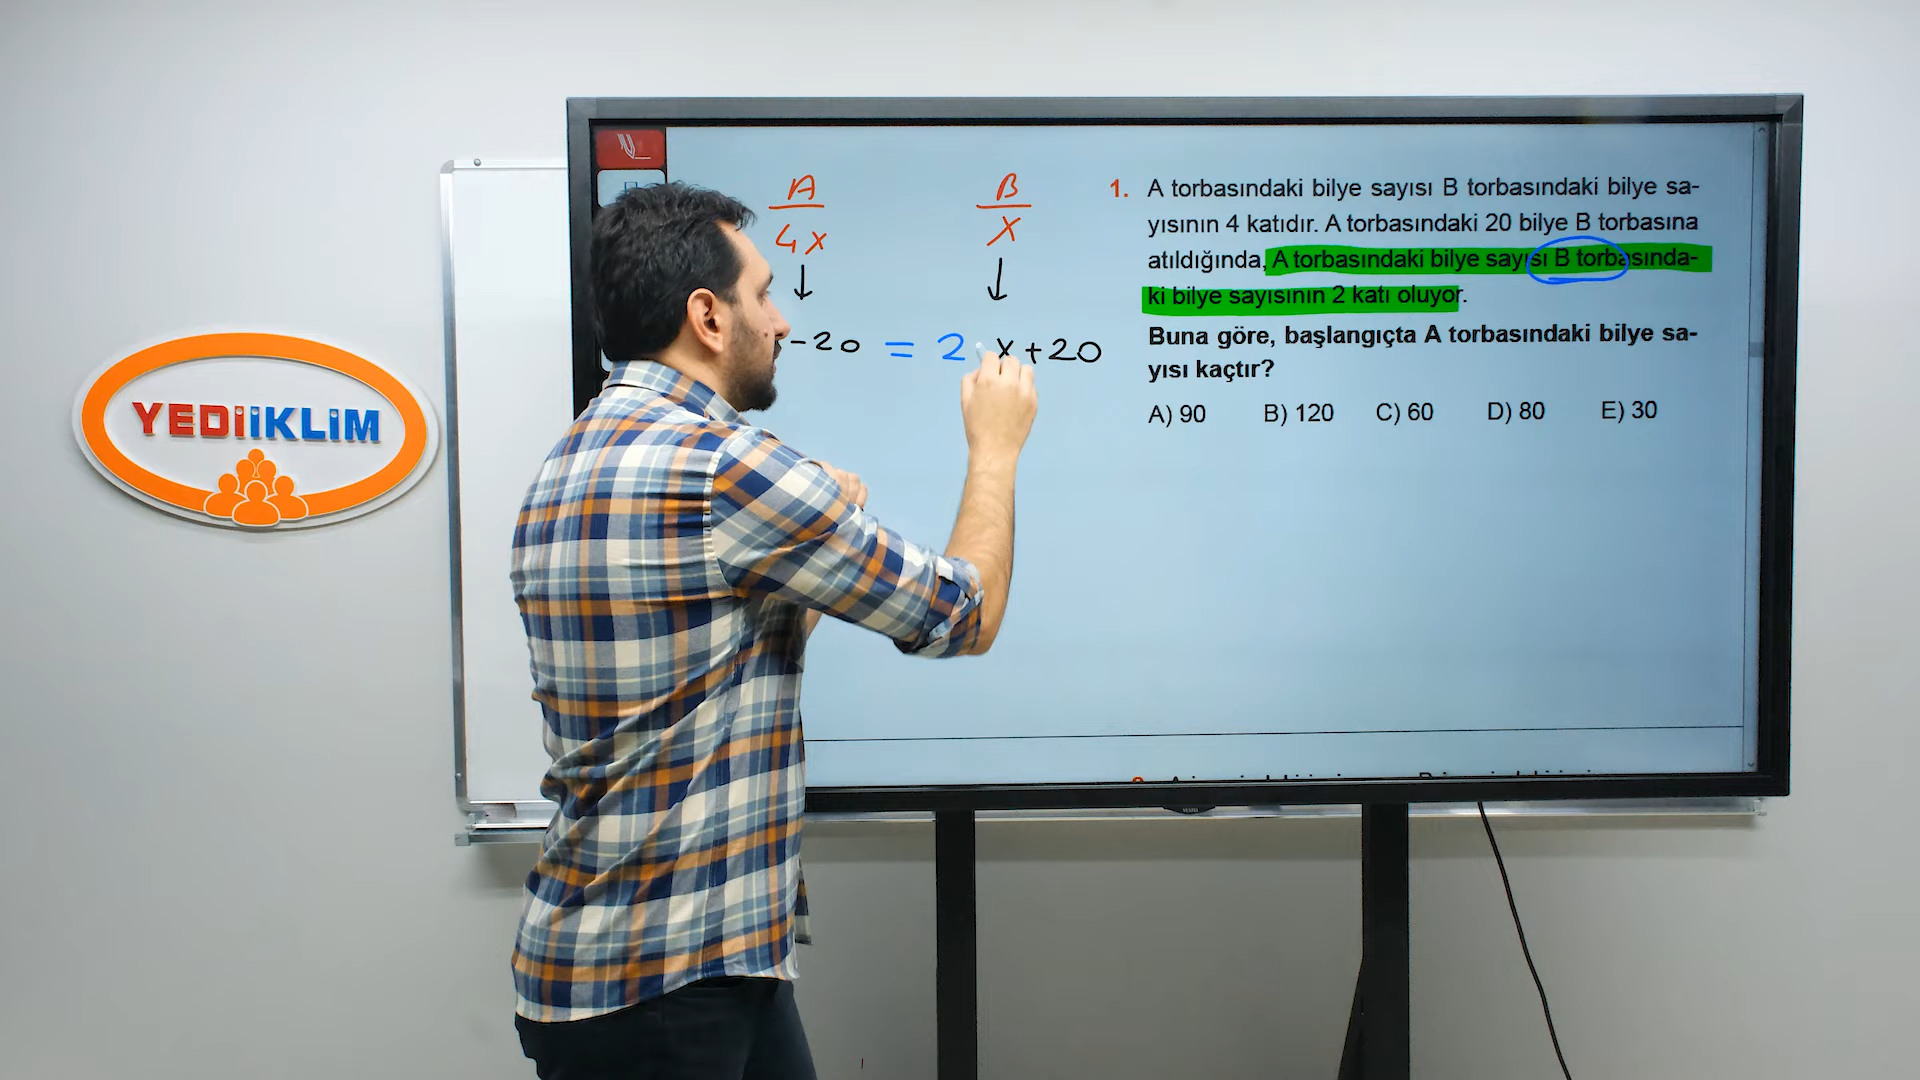 YEDiiKLiM
A B
4x x
-20 = 2 x+20
1. A torbasındaki bilye sayısı B torbasındaki bilye sa-
yısının 4 katıdır. A torbasındaki 20 bilye B torbasına
atıldığında, A torbasındaki bilye sayısı B torbasında-
ki bilye sayısının 2 katı oluyor.
Buna göre, başlangıçta A torbasındaki bilye sa-
yısı kaçtır?
A) 90 B) 120 C) 60 D) 80 E) 30